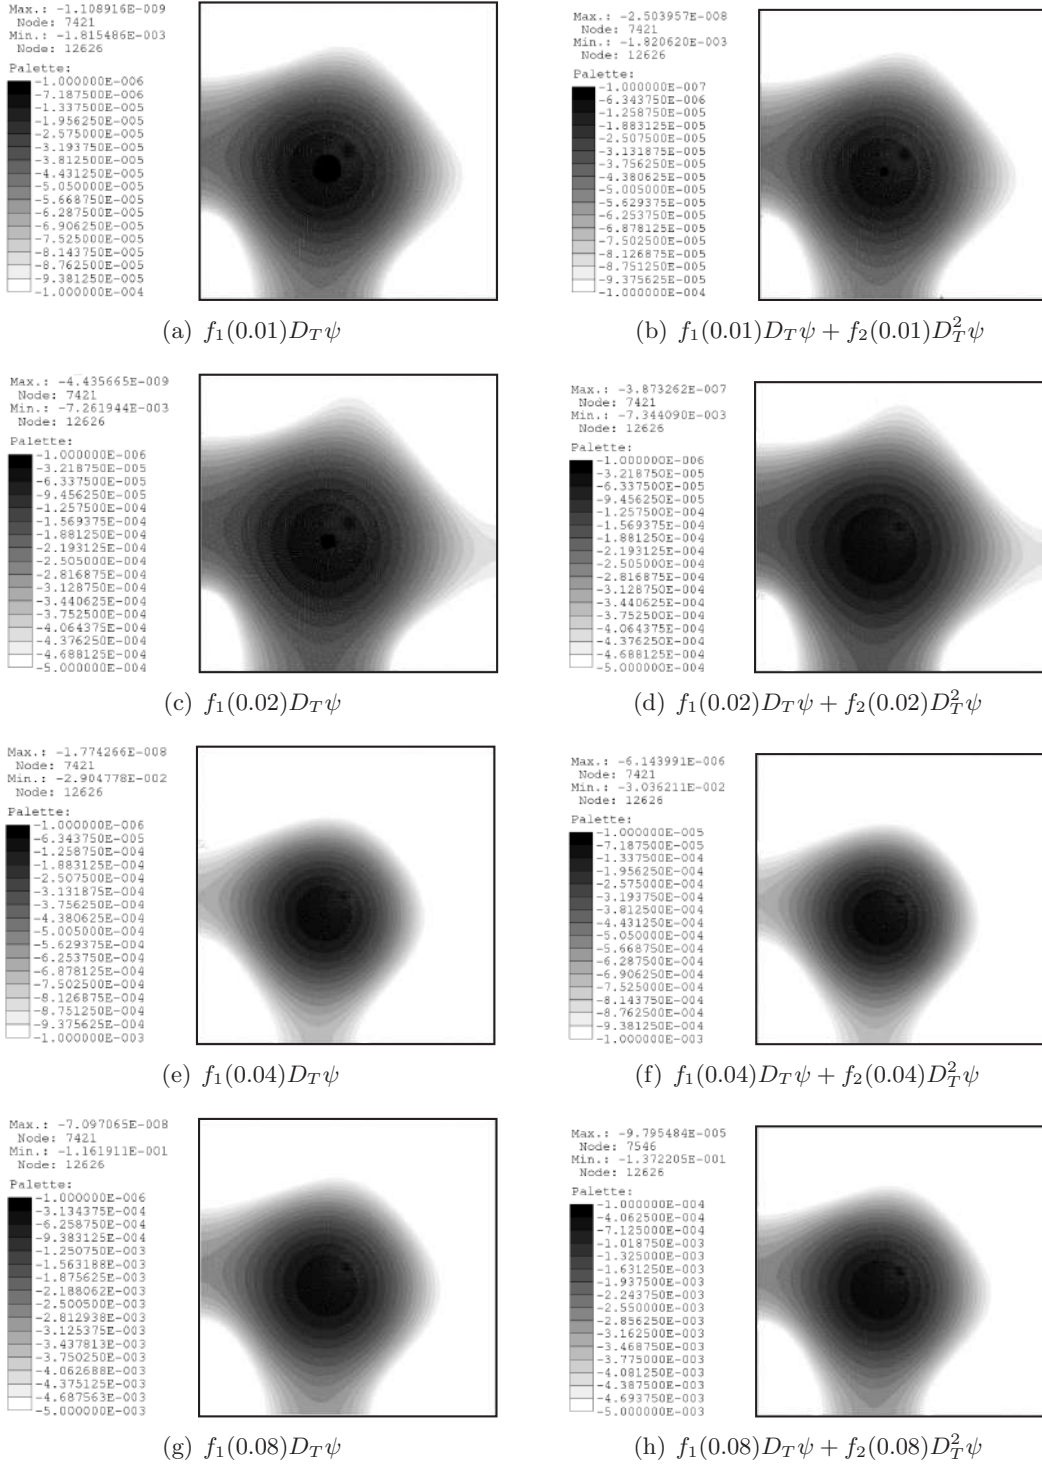 Max.: -1.108916E-009
Node: 7421
Min.: -1.815486E-003
Node: 12626
Palette:
-1.000000E-006
-7.187500E-006
-1.337500E-005
-1.956250E-005
-2.575000E-005
-3.193750E-005
-3.812500E-005
-4.431250E-005
-5.050000E-005
-5.668750E-005
-6.287500E-005
-6.906250E-005
-7.525000E-005
-8.143750E-005
-8.762500E-005
-9.381250E-005
-1.000000E-004
(a) f₁(0.01)D_Tψ
Max.: -2.503957E-008
Node: 7421
Min.: -1.820620E-003
Node: 12626
Palette:
-1.000000E-007
-6.343750E-006
-1.258750E-005
-1.883125E-005
-2.507500E-005
-3.131875E-005
-3.756250E-005
-4.380625E-005
-5.005000E-005
-5.629375E-005
-6.253750E-005
-6.878125E-005
-7.502500E-005
-8.126875E-005
-8.751250E-005
-9.375625E-005
-1.000000E-004
(b) f₁(0.01)D_Tψ + f₂(0.01)D_T²ψ
Max.: -4.435665E-009
Node: 7421
Min.: -7.261944E-003
Node: 12626
Palette:
-1.000000E-006
-3.218750E-005
-6.337500E-005
-9.456250E-005
-1.257500E-004
-1.569375E-004
-1.881250E-004
-2.193125E-004
-2.505000E-004
-2.816875E-004
-3.128750E-004
-3.440625E-004
-3.752500E-004
-4.064375E-004
-4.376250E-004
-4.688125E-004
-5.000000E-004
(c) f₁(0.02)D_Tψ
Max.: -3.873262E-007
Node: 7421
Min.: -7.344090E-003
Node: 12626
Palette:
-1.000000E-006
-3.218750E-005
-6.337500E-005
-9.456250E-005
-1.257500E-004
-1.569375E-004
-1.881250E-004
-2.193125E-004
-2.505000E-004
-2.816875E-004
-3.128750E-004
-3.440625E-004
-3.752500E-004
-4.064375E-004
-4.376250E-004
-4.688125E-004
-5.000000E-004
(d) f₁(0.02)D_Tψ + f₂(0.02)D_T²ψ
Max.: -1.774266E-008
Node: 7421
Min.: -2.904778E-002
Node: 12626
Palette:
-1.000000E-006
-6.343750E-005
-1.258750E-004
-1.883125E-004
-2.507500E-004
-3.131875E-004
-3.756250E-004
-4.380625E-004
-5.005000E-004
-5.629375E-004
-6.253750E-004
-6.878125E-004
-7.502500E-004
-8.126875E-004
-8.751250E-004
-9.375625E-004
-1.000000E-003
(e) f₁(0.04)D_Tψ
Max.: -6.143991E-006
Node: 7421
Min.: -3.036211E-002
Node: 12626
Palette:
-1.000000E-005
-7.187500E-005
-1.337500E-004
-1.956250E-004
-2.575000E-004
-3.193750E-004
-3.812500E-004
-4.431250E-004
-5.050000E-004
-5.668750E-004
-6.287500E-004
-6.906250E-004
-7.525000E-004
-8.143750E-004
-8.762500E-004
-9.381250E-004
-1.000000E-003
(f) f₁(0.04)D_Tψ + f₂(0.04)D_T²ψ
Max.: -7.097065E-008
Node: 7421
Min.: -1.161911E-001
Node: 12626
Palette:
-1.000000E-006
-3.134375E-004
-6.258750E-004
-9.383125E-004
-1.250750E-003
-1.563188E-003
-1.875625E-003
-2.188062E-003
-2.500500E-003
-2.812938E-003
-3.125375E-003
-3.437813E-003
-3.750250E-003
-4.062688E-003
-4.375125E-003
-4.687563E-003
-5.000000E-003
(g) f₁(0.08)D_Tψ
Max.: -9.795484E-005
Node: 7546
Min.: -1.372205E-001
Node: 12626
Palette:
-1.000000E-004
-4.062500E-004
-7.125000E-004
-1.018750E-003
-1.325000E-003
-1.631250E-003
-1.937500E-003
-2.243750E-003
-2.550000E-003
-2.856250E-003
-3.162500E-003
-3.468750E-003
-3.775000E-003
-4.081250E-003
-4.387500E-003
-4.693750E-003
-5.000000E-003
(h) f₁(0.08)D_Tψ + f₂(0.08)D_T²ψ